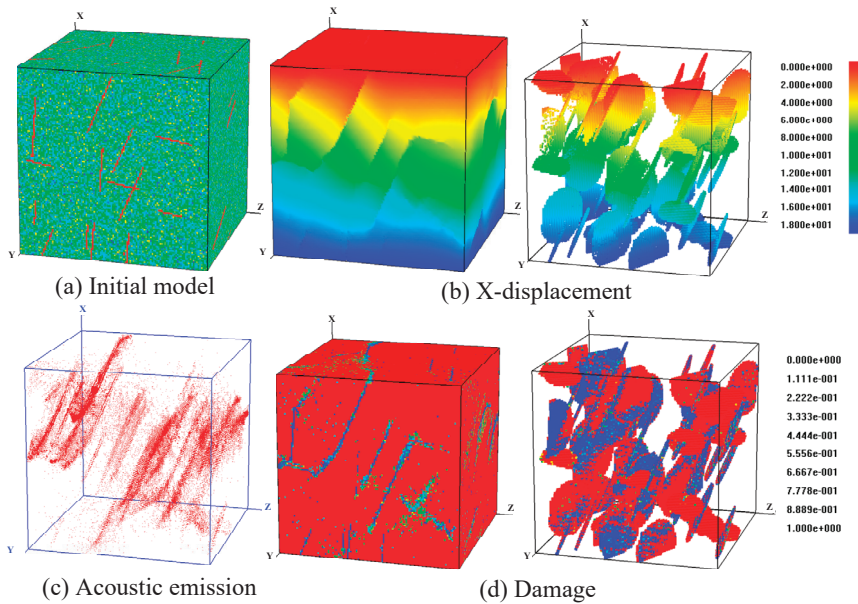 X
Z
Y
(a) Initial model
X
Z
Y
X
Z
Y
0.000e+000
2.000e+000
4.000e+000
6.000e+000
8.000e+000
1.000e+001
1.200e+001
1.400e+001
1.600e+001
1.800e+001
(b) X-displacement
X
Z
Y
(c) Acoustic emission
X
Z
Y
X
Z
Y
0.000e+000
1.111e-001
2.222e-001
3.333e-001
4.444e-001
5.556e-001
6.667e-001
7.778e-001
8.889e-001
1.000e+000
(d) Damage